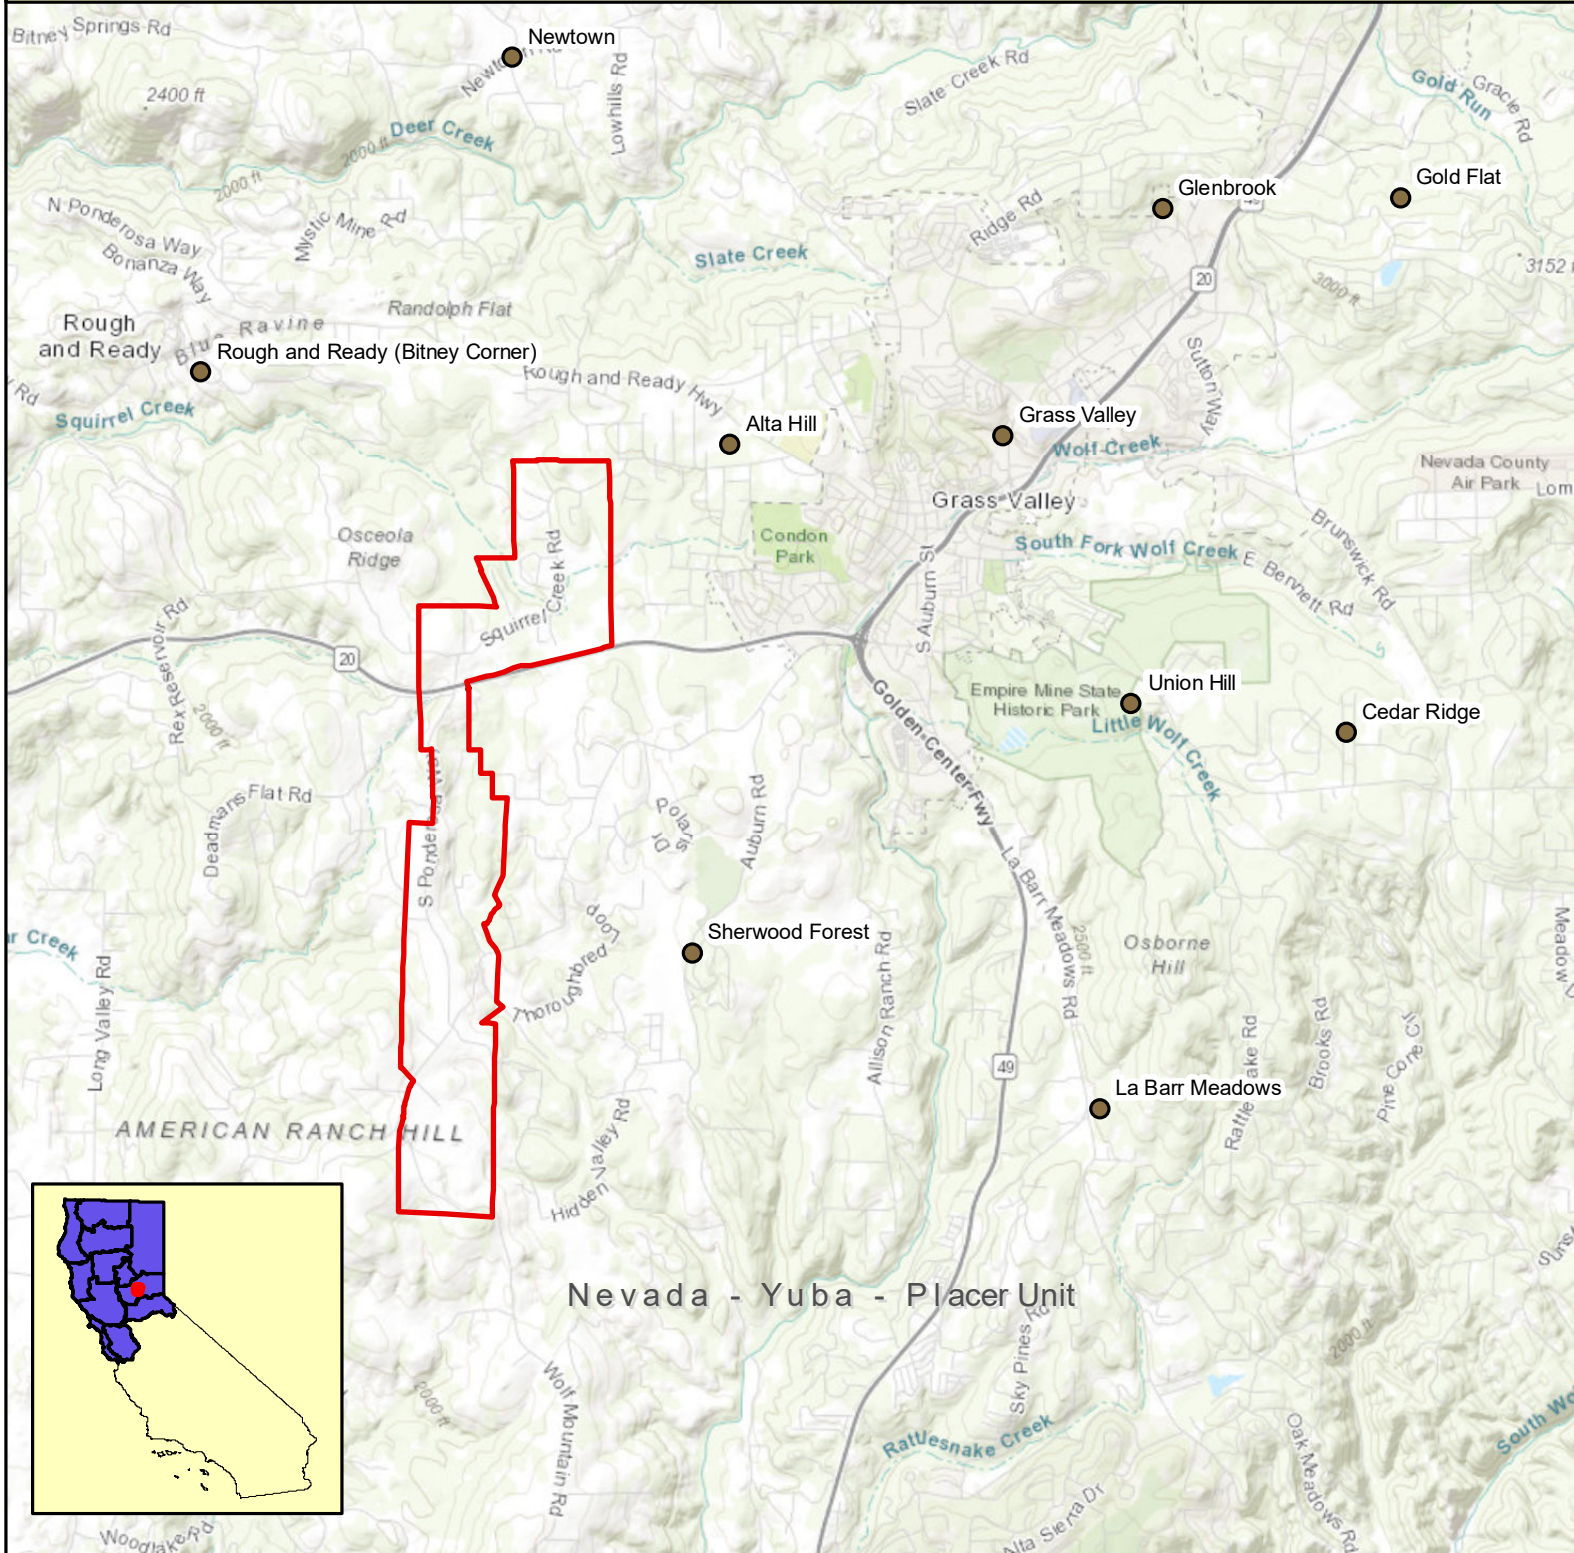 Bitney Springs Rd
Newtown
Newtown Rd
Lowhills Rd
Slate Creek Rd
Gold Run
Gracie Rd
2400 ft
Deer Creek
2000 ft
2000 ft
Glenbrook
Gold Flat
N Ponderosa Way
Mystic Mine Rd
Ridge Rd
Bonanza Way
Slate Creek
20
3152 f
3000 ft
Randolph Flat
Rough
and Ready
Blue Ravine
Rough and Ready (Bitney Corner)
Sutton Way
Rough and Ready Hwy
Rd
Squirrel Creek
Alta Hill
Grass Valley
Wolf Creek
Nevada County
Air Park
Lom
Grass Valley
Osceola
Ridge
Condon
Park
Brunswick Rd
South Fork Wolf Creek
E Bennett Rd
Squirrel Creek Rd
S Auburn St
Rex Reservoir Rd
20
2000 ft
Empire Mine State
Historic Park
Union Hill
Little Wolf Creek
Cedar Ridge
Golden Center Fwy
S Ponderosa Way
Deadmans Flat Rd
Polaris Dr
Auburn Rd
La Barr Meadows Rd
Thoroughbred Loop
Sherwood Forest
r Creek
Long Valley Rd
Allison Ranch Rd
2500 ft
Osborne
Hill
Meadow
Brooks Rd
Pine Cone Cir
49
La Barr Meadows
AMERICAN RANCH HILL
Hidden Valley Rd
Nevada - Yuba - Placer Unit
Sky Pines Rd
2000 ft
2000 ft
Wolf Mountain Rd
Rattlesnake Creek
Oak Meadows Rd
South Wo
Alta Sierra Dr
Woodlake Rd